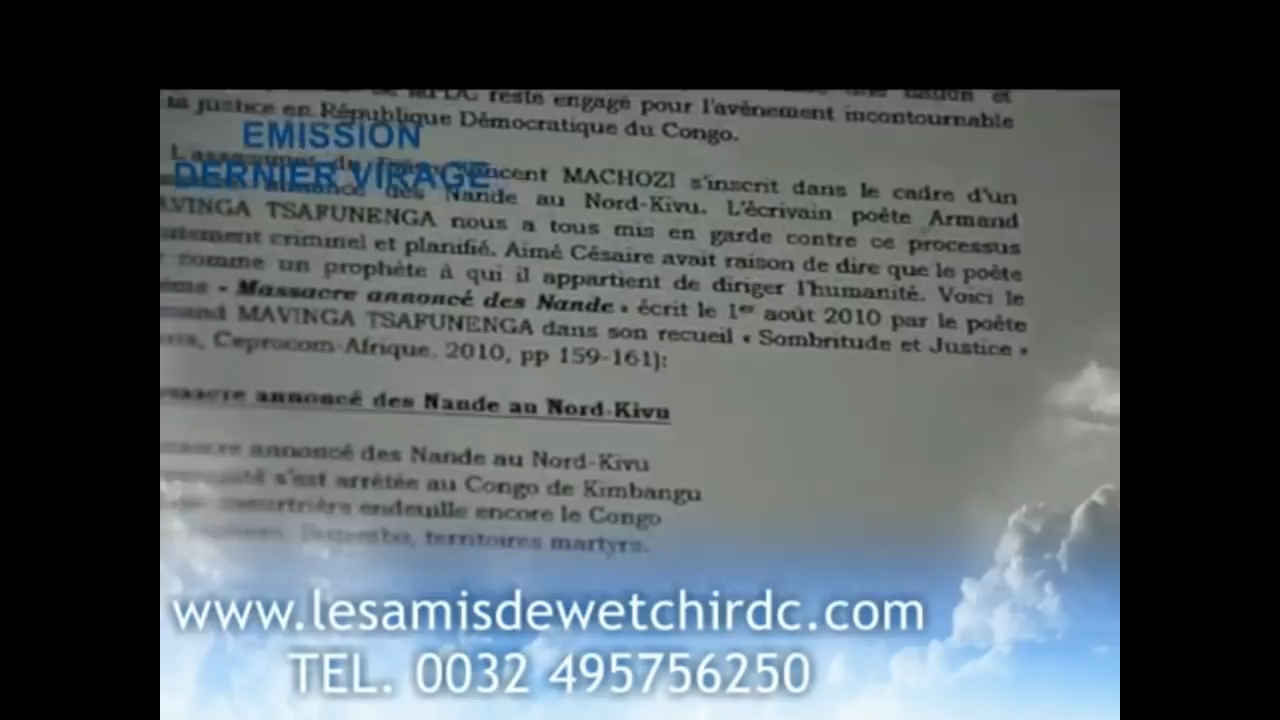 reste engagé pour l'avènement incontournable
la justice en République Démocratique du Congo.
EMISSION
DERNIER VIRAGE
MACHOZI s'inscrit dans le cadre d'un
des Nande au Nord-Kivu. L'écrivain poête Armand
TSAFUNENGA nous a tous mis en garde contre ce processus
criminel et planifié. Aimé Césaire avait raison de dire que le poête
comme un prophète à qui il appartient de diriger l'humanité. Voici le
« Massacre annoncé des Nande » écrit le 1er août 2010 par le poête
MAVINGA TSAFUNENGA dans son recueil « Sombritude et Justice »
Ceprocom-Afrique, 2010, pp 159-161):
annoncé des Nande au Nord-Kivu
annoncé des Nande au Nord-Kivu
s'est arrêtée au Congo de Kimbangu
meurtrière endeuille encore le Congo
territoires martyrs.
www.lesamisdewetchirdc.com
TEL. 0032 495756250